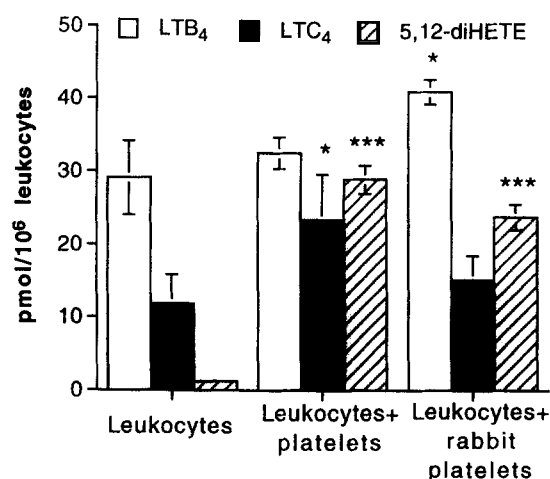 LTB₄ LTC₄ 5,12-diHETE
pmol/10⁶ leukocytes
50
40
30
20
10
0
*
***
*
***
Leukocytes
Leukocytes+
platelets
Leukocytes+
rabbit
platelets